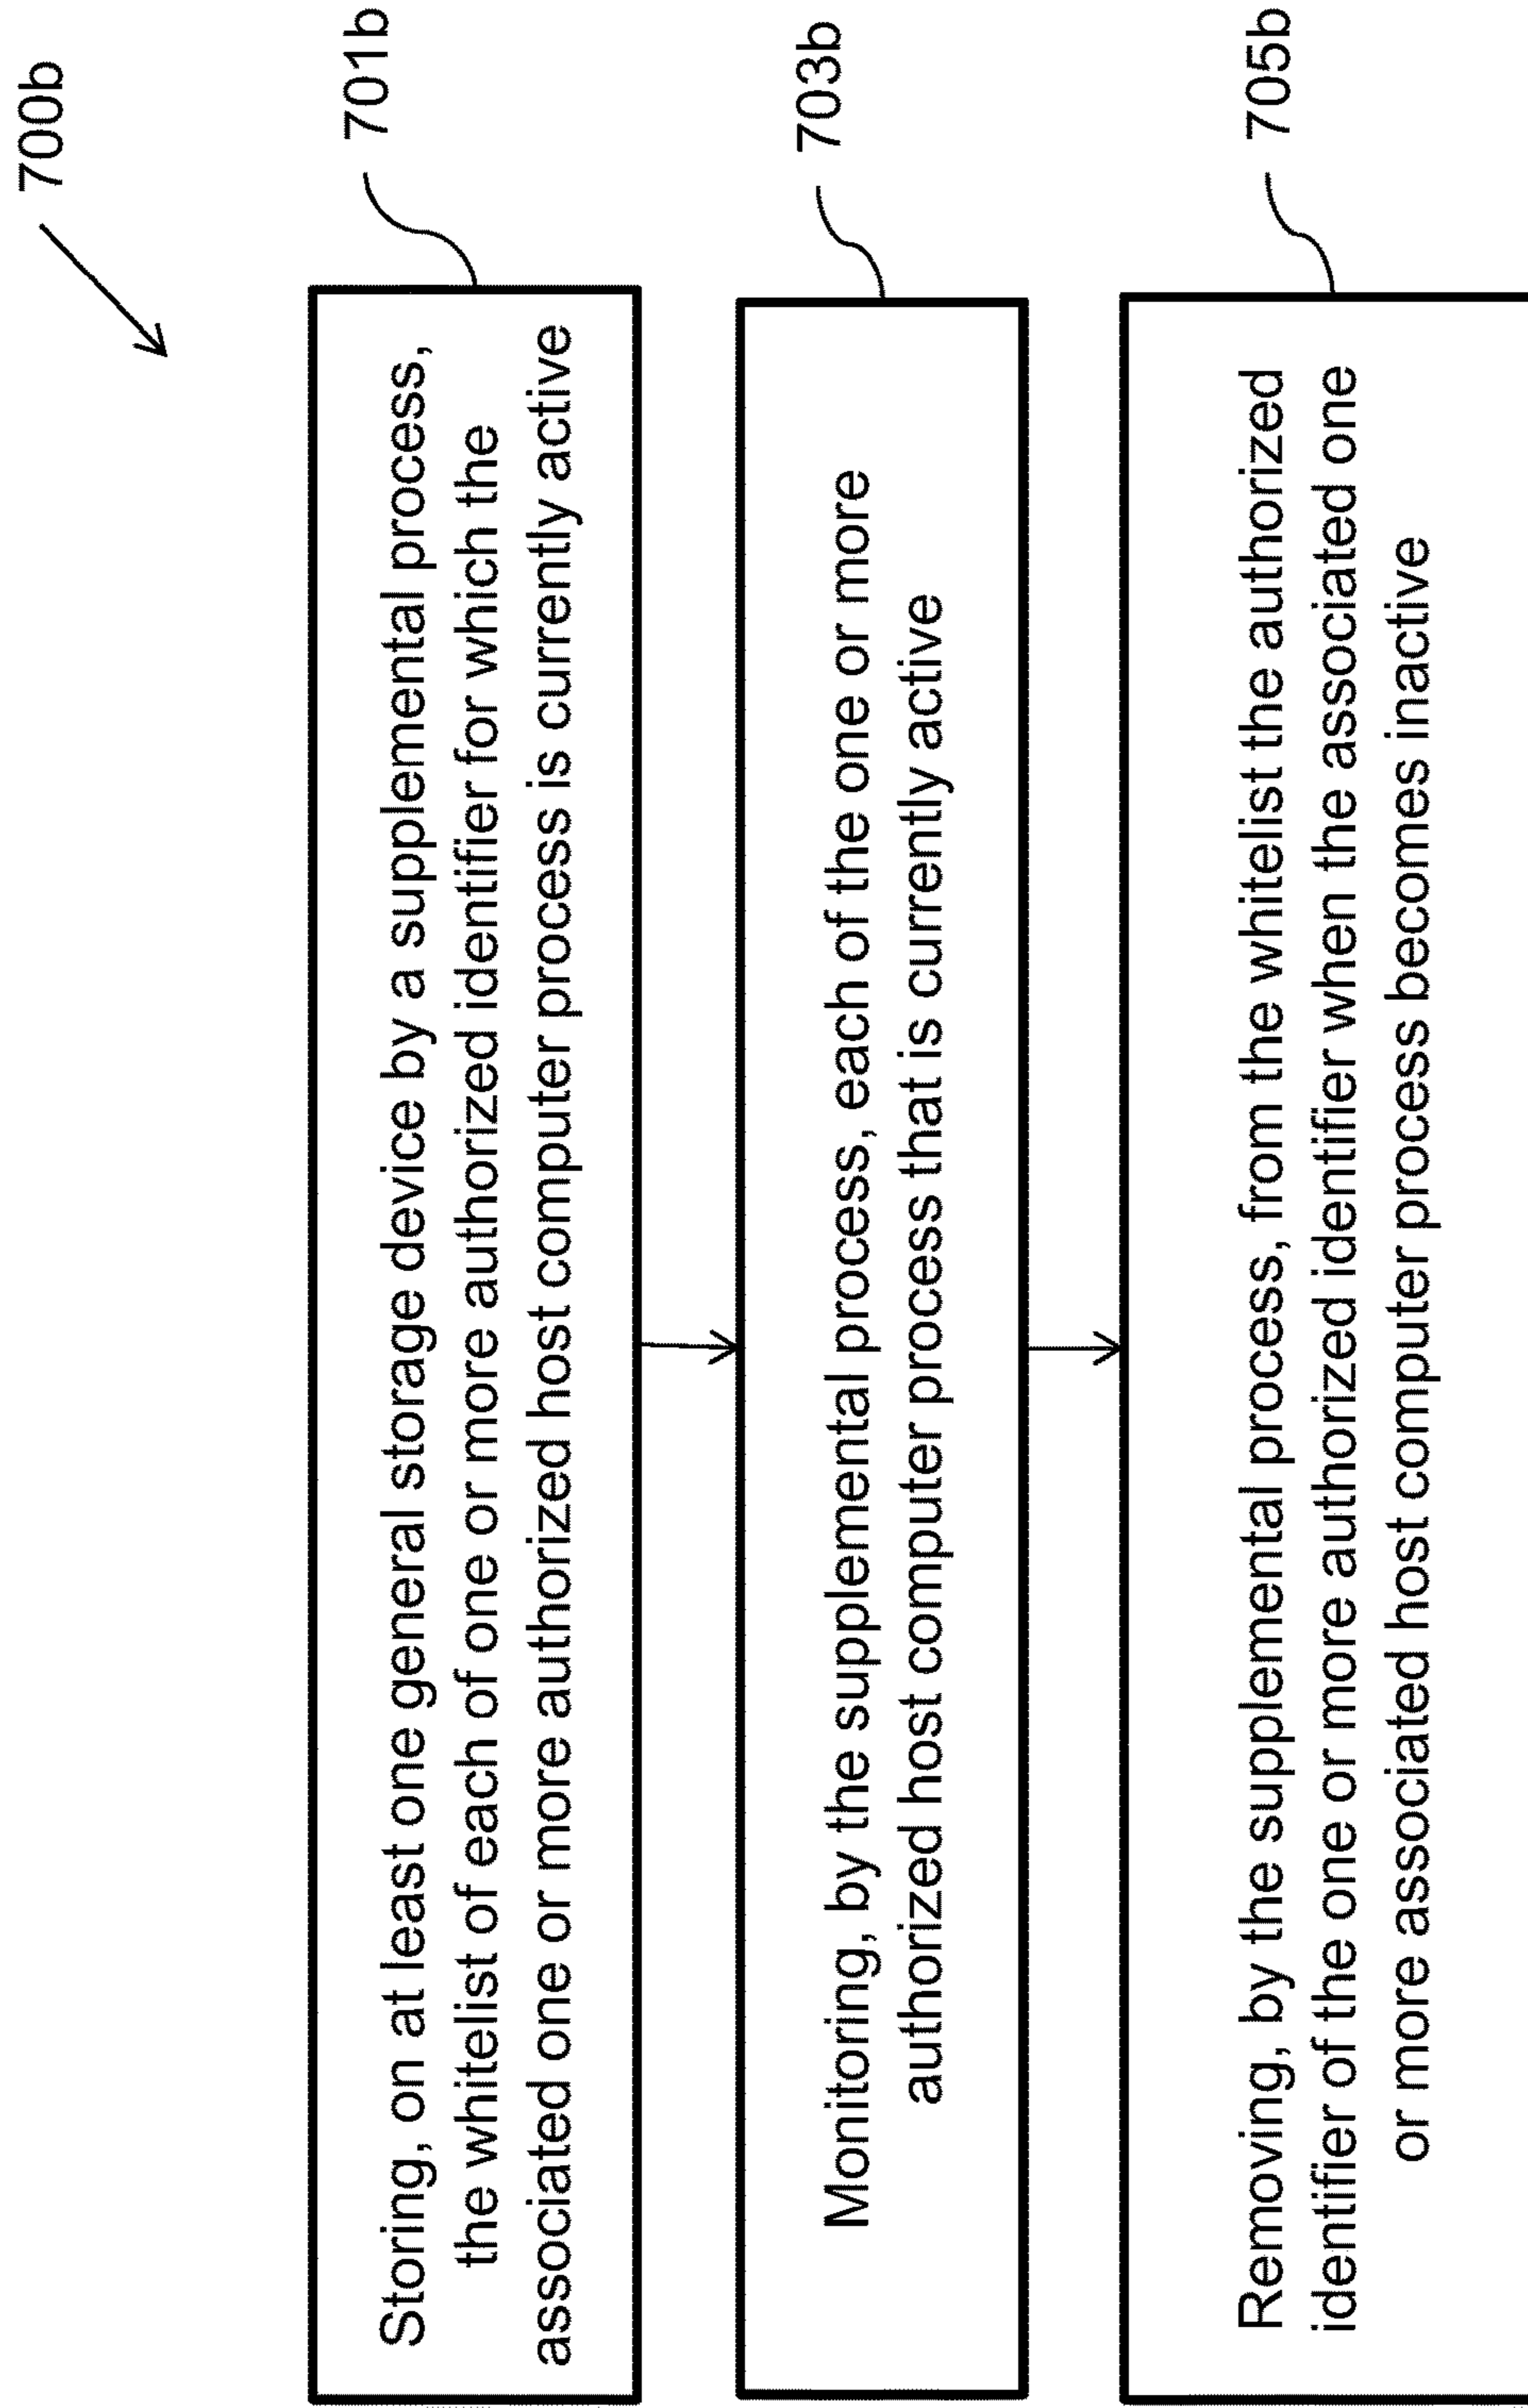 700b
Storing, on at least one general storage device by a supplemental process,
the whitelist of each of one or more authorized identifier for which the
associated one or more authorized host computer process is currently active
701b
Monitoring, by the supplemental process, each of the one or more
authorized host computer process that is currently active
703b
Removing, by the supplemental process, from the whitelist the authorized
identifier of the one or more authorized identifier when the associated one
or more associated host computer process becomes inactive
705b